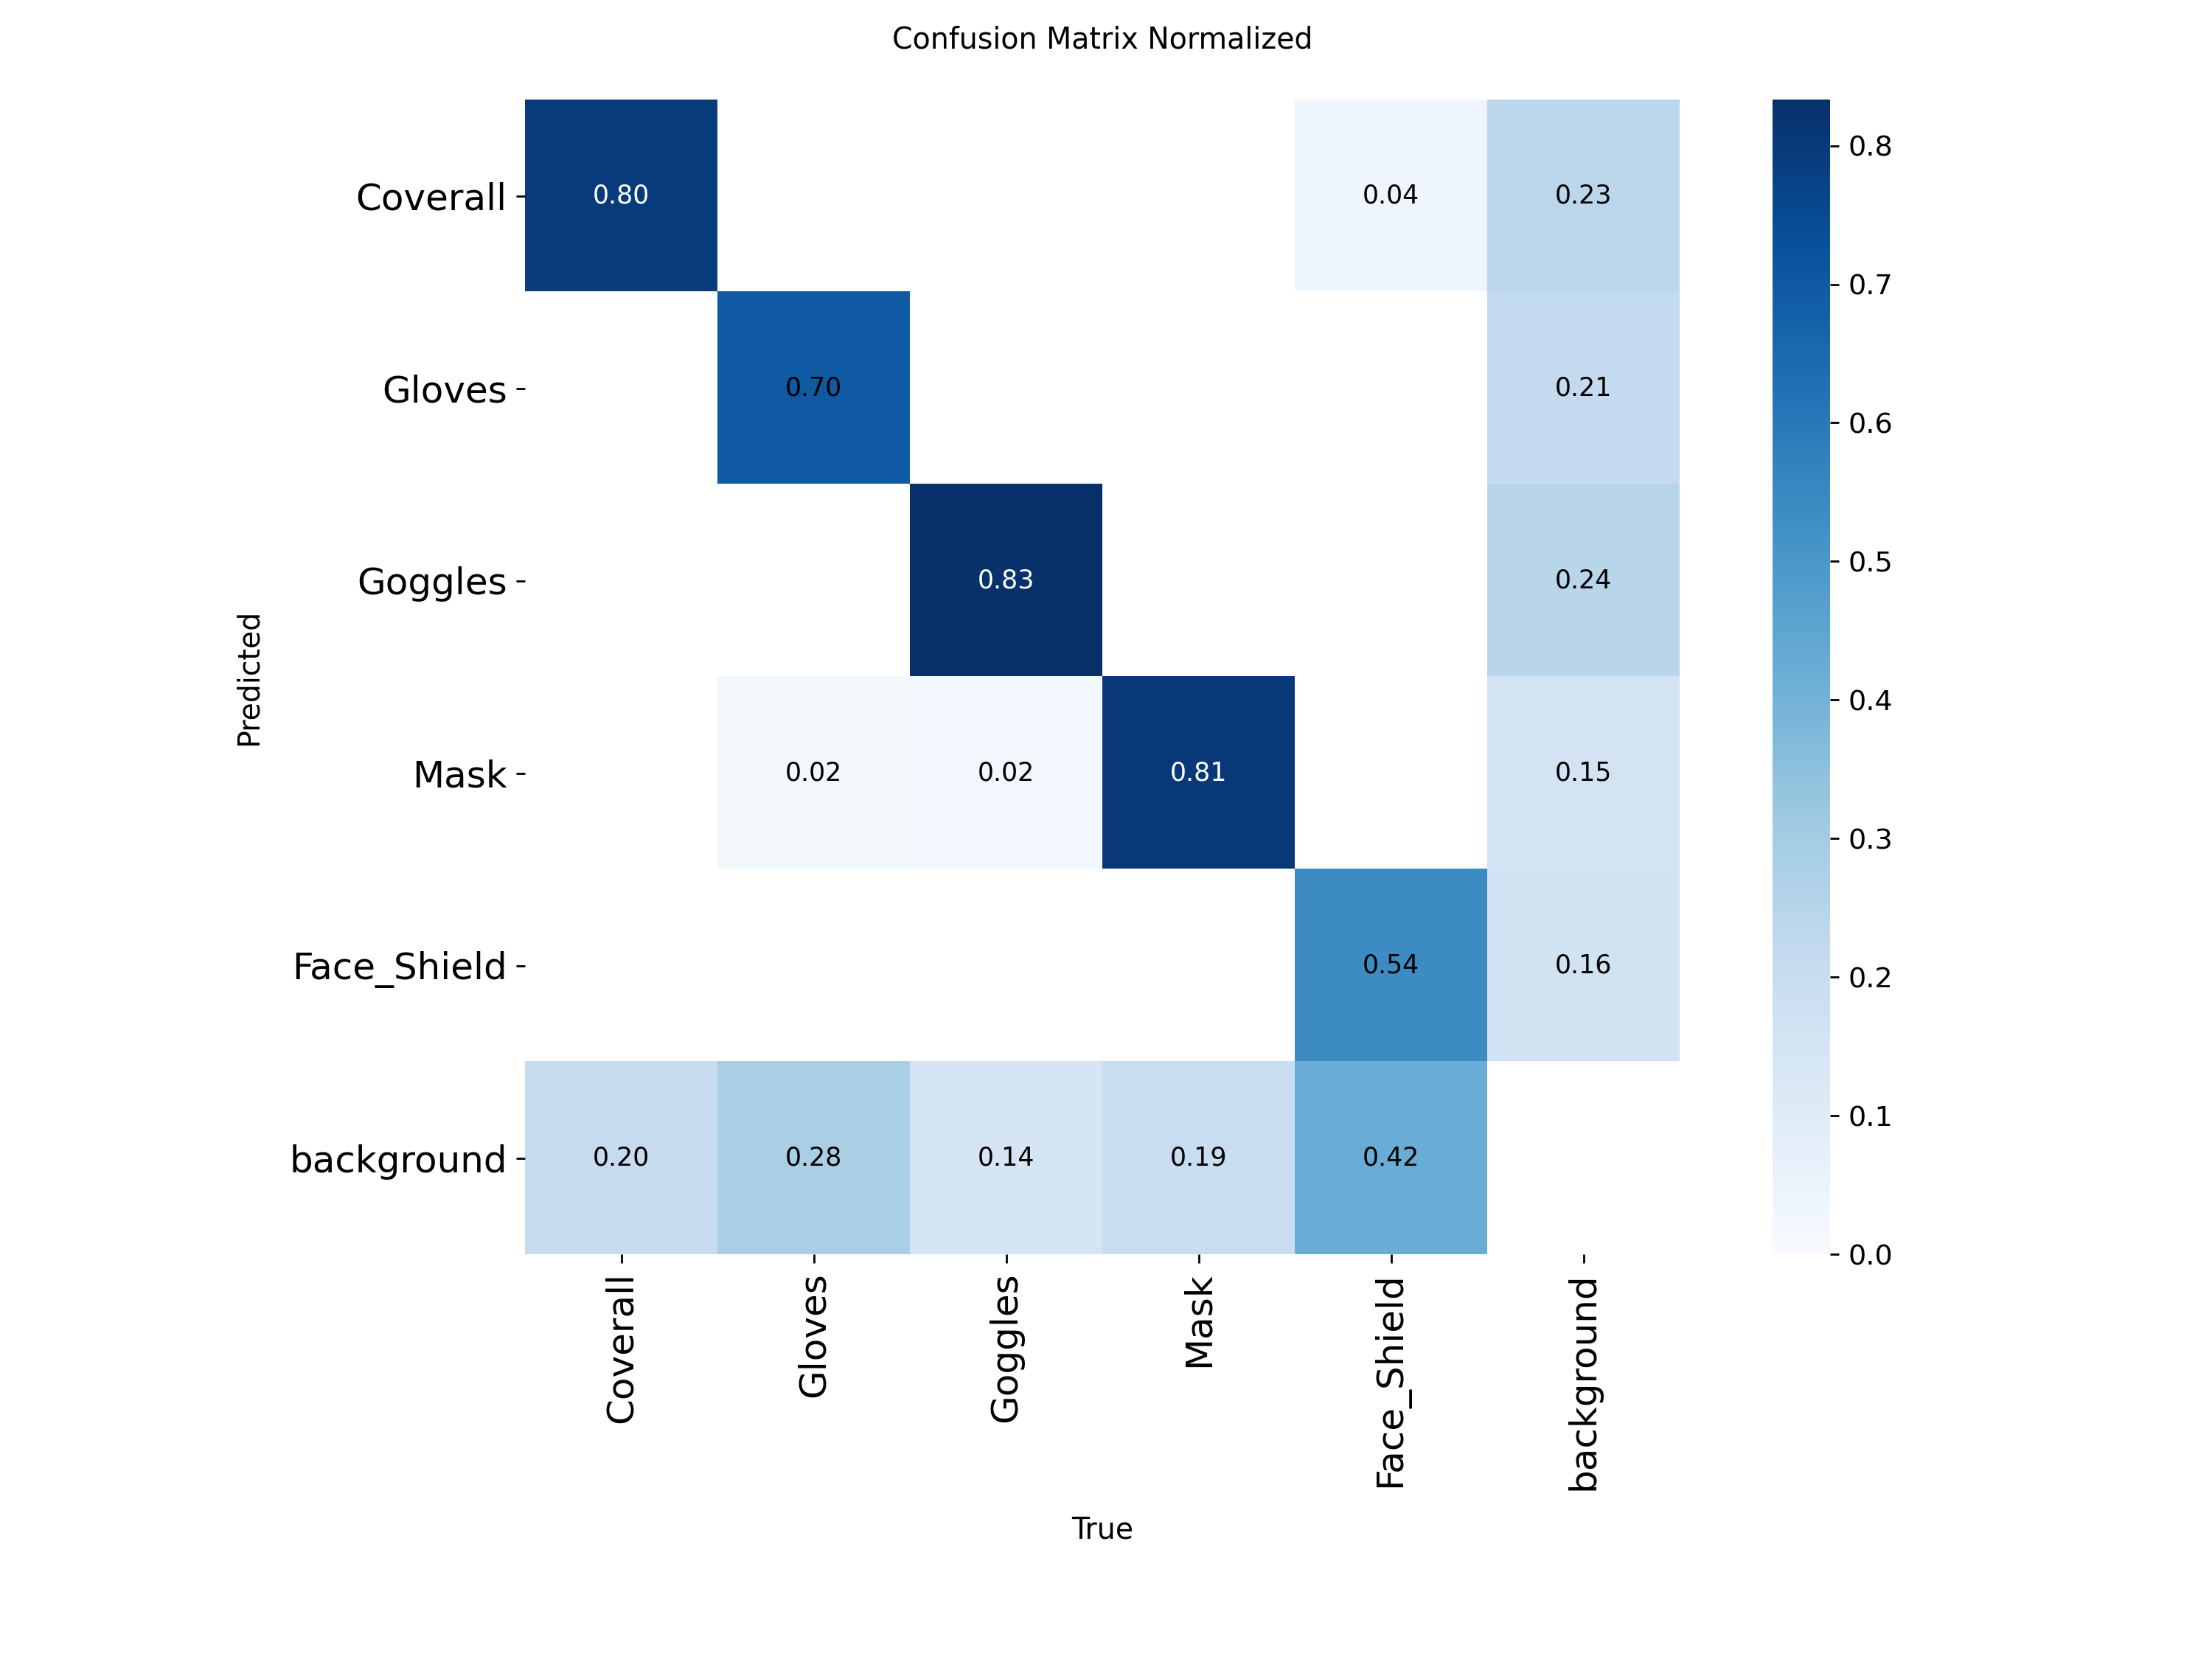 Confusion Matrix Normalized
Coverall 0.80 0.04 0.23 0.8
Gloves 0.70 0.21 0.7
0.6
Goggles 0.83 0.24 0.5
Predicted
Mask 0.02 0.02 0.81 0.15 0.4
0.3
Face_Shield 0.54 0.16 0.2
background 0.20 0.28 0.14 0.19 0.42 0.1
0.0
Coverall Gloves Goggles Mask Face_Shield background
True